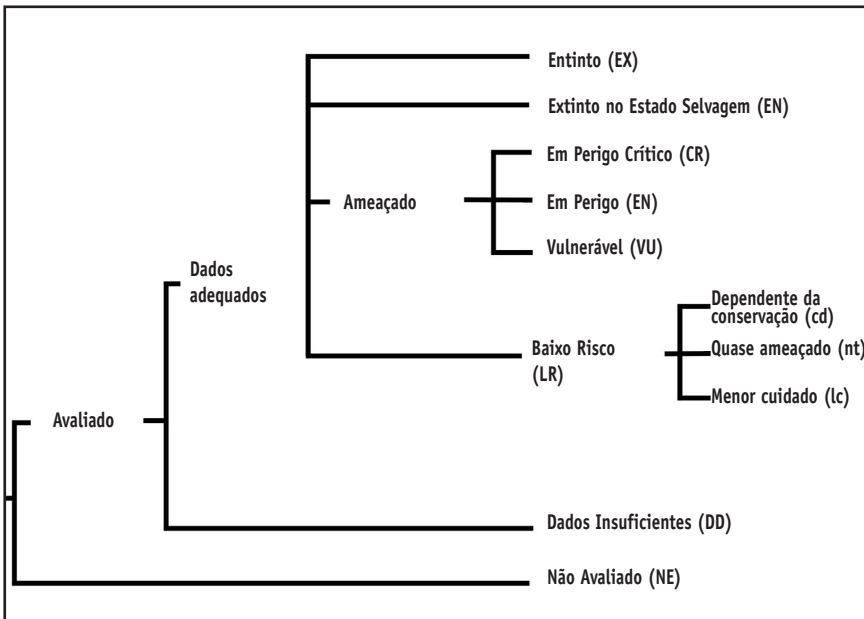 Entinto (EX)
Extinto no Estado Selvagem (EN)
Em Perigo Crítico (CR)
Ameaçado
Em Perigo (EN)
Vulnerável (VU)
Dados
adequados
Dependente da
conservação (cd)
Baixo Risco
(LR)
Quase ameaçado (nt)
Menor cuidado (lc)
Avaliado
Dados Insuficientes (DD)
Não Avaliado (NE)